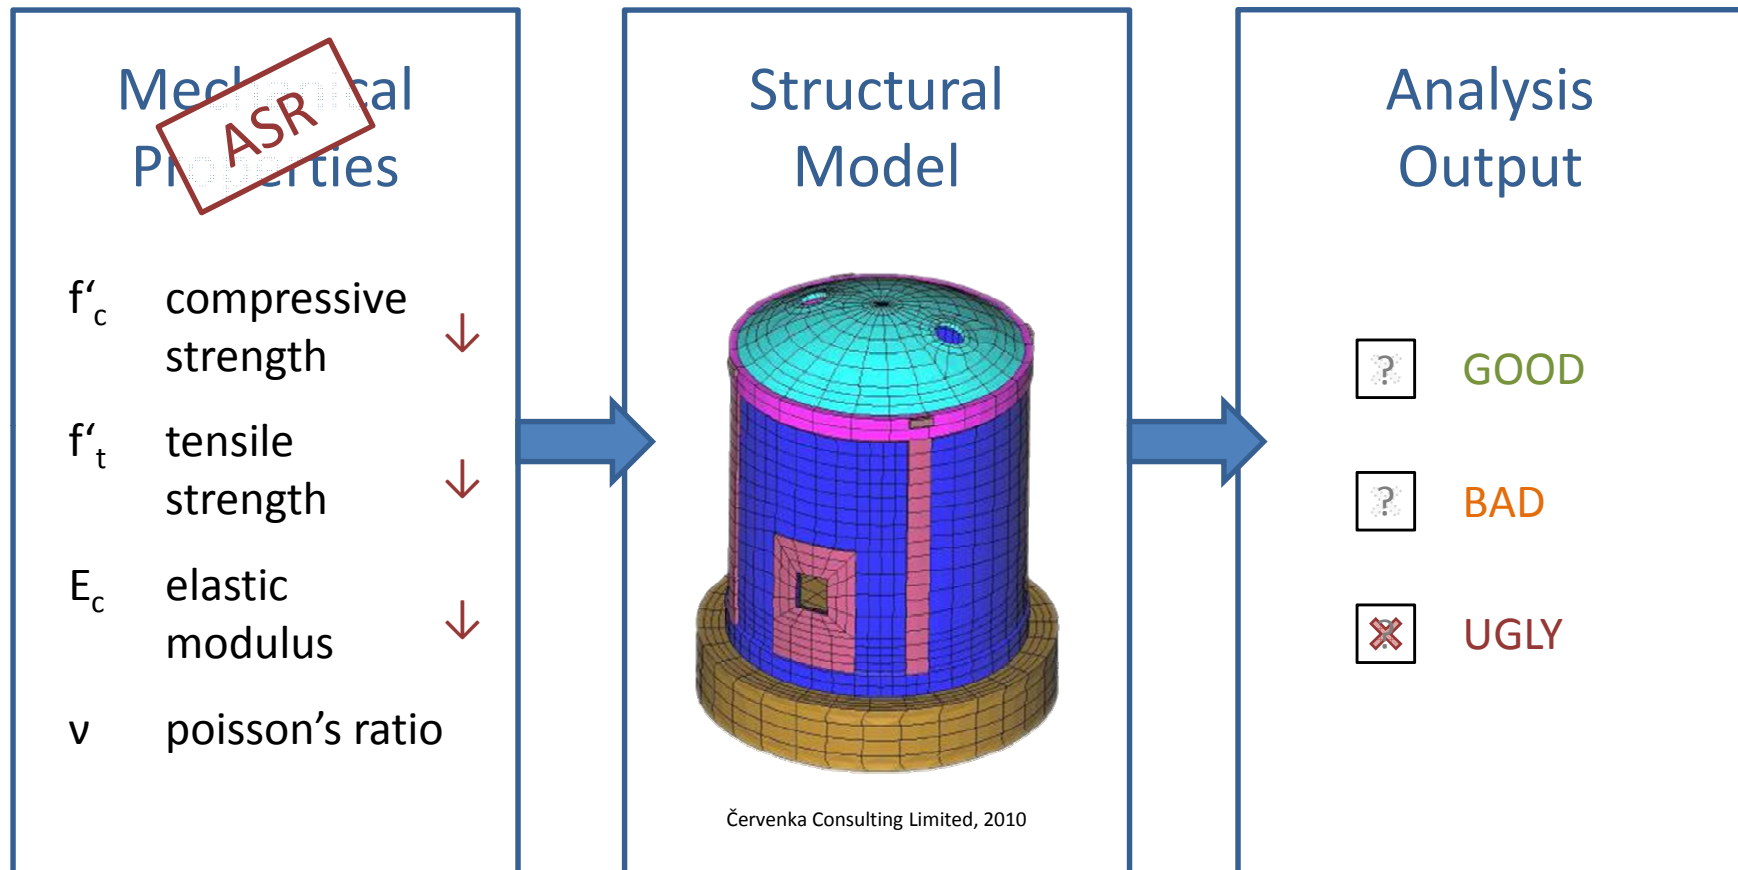 Mechanical
Properties
ASR
f‘c compressive
strength ↓
f‘t tensile
strength ↓
Ec elastic
modulus ↓
ν poisson’s ratio
Structural
Model
Červenka Consulting Limited, 2010
Analysis
Output
? GOOD
? BAD
? UGLY